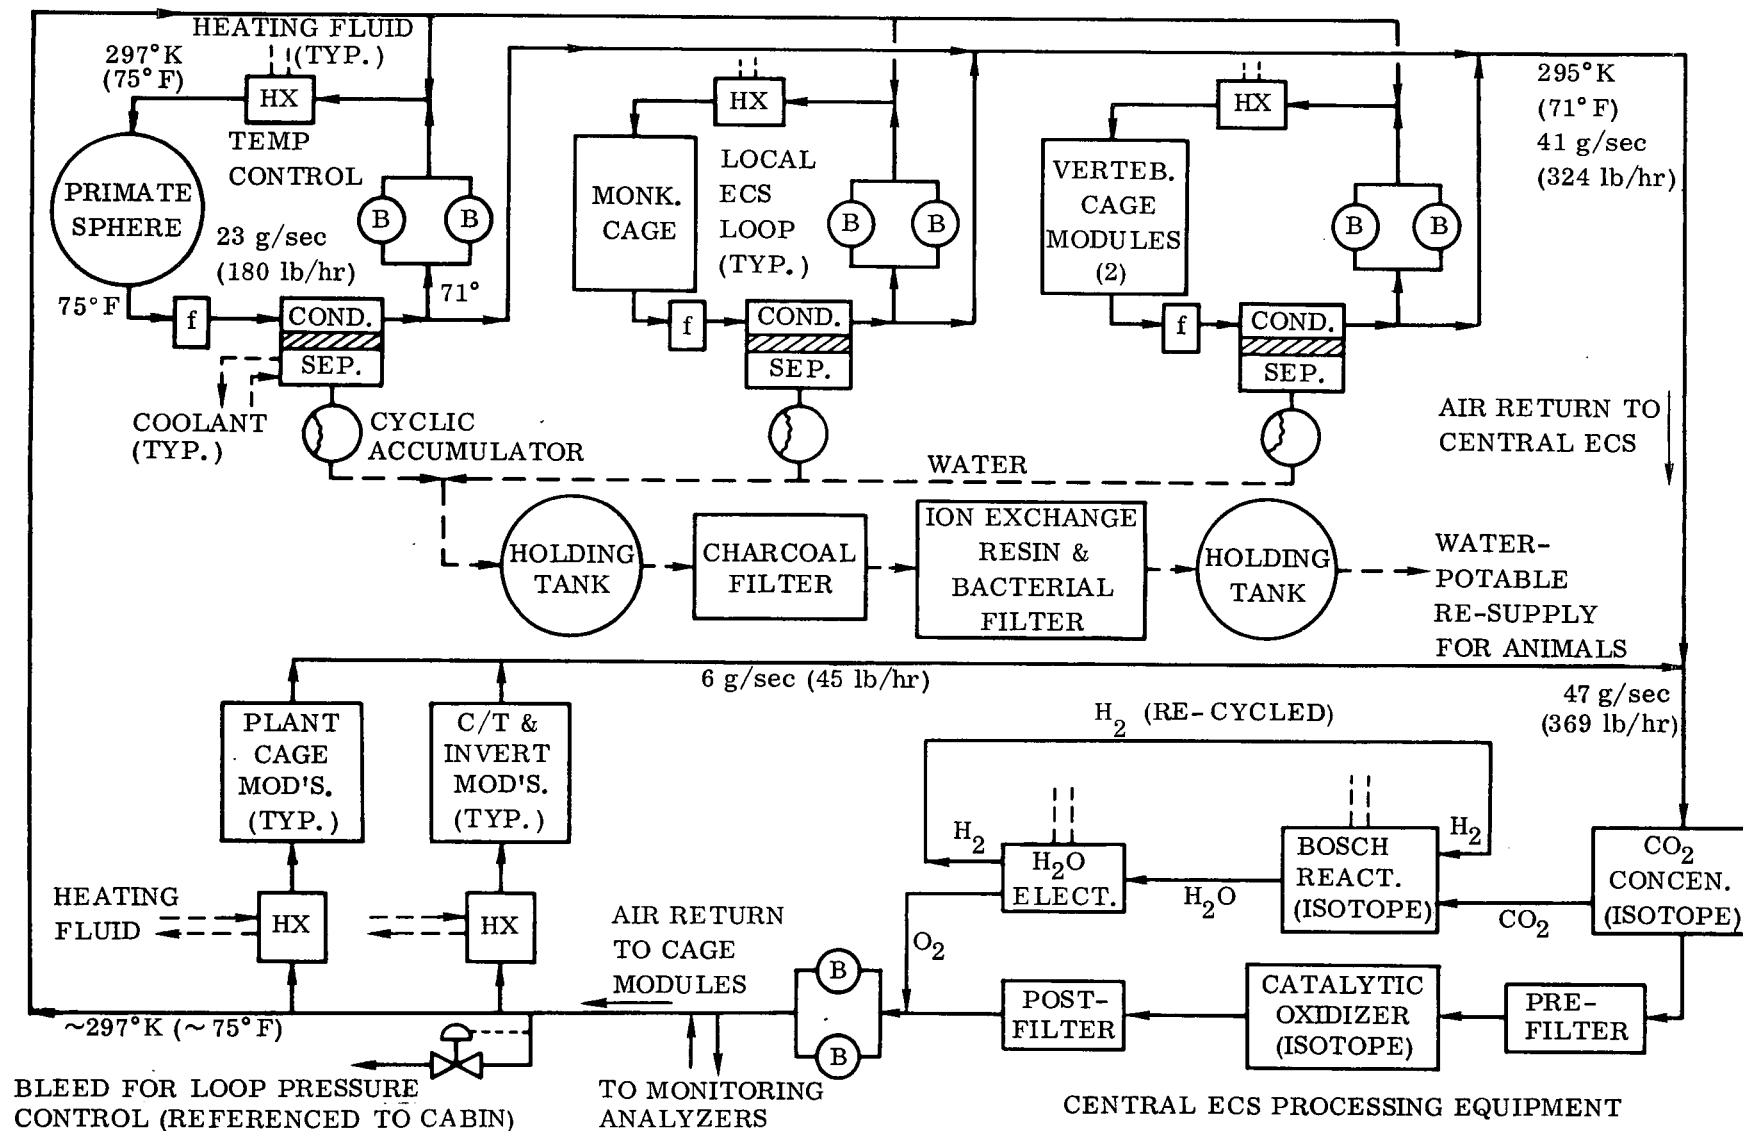 HEATING FLUID
(TYP.)
297°K
(75°F)
HX
TEMP
CONTROL
PRIMATE
SPHERE
B
B
23 g/sec
(180 lb/hr)
75°F
f
COND.
SEP.
71°
COOLANT
(TYP.)
CYCLIC
ACCUMULATOR
HX
MONK.
CAGE
LOCAL
ECS
LOOP
(TYP.)
B
B
f
COND.
SEP.
HX
VERTEB.
CAGE
MODULES
(2)
B
B
f
COND.
SEP.
295°K
(71°F)
41 g/sec
(324 lb/hr)
AIR RETURN TO
CENTRAL ECS
WATER
HOLDING
TANK
CHARCOAL
FILTER
ION EXCHANGE
RESIN &
BACTERIAL
FILTER
HOLDING
TANK
WATER-
POTABLE
RE-SUPPLY
FOR ANIMALS
6 g/sec (45 lb/hr)
47 g/sec
(369 lb/hr)
PLANT
CAGE
MOD'S.
(TYP.)
C/T &
INVERT
MOD'S.
(TYP.)
HEATING
FLUID
HX
HX
H2 (RE-CYCLED)
H2
H2O
ELECT.
H2O
BOSCH
REACT.
(ISOTOPE)
H2
CO2
CO2
CONCEN.
(ISOTOPE)
O2
AIR RETURN
TO CAGE
MODULES
B
B
POST-
FILTER
CATALYTIC
OXIDIZER
(ISOTOPE)
PRE-
FILTER
~297°K (~75°F)
BLEED FOR LOOP PRESSURE
CONTROL (REFERENCED TO CABIN)
TO MONITORING
ANALYZERS
CENTRAL ECS PROCESSING EQUIPMENT